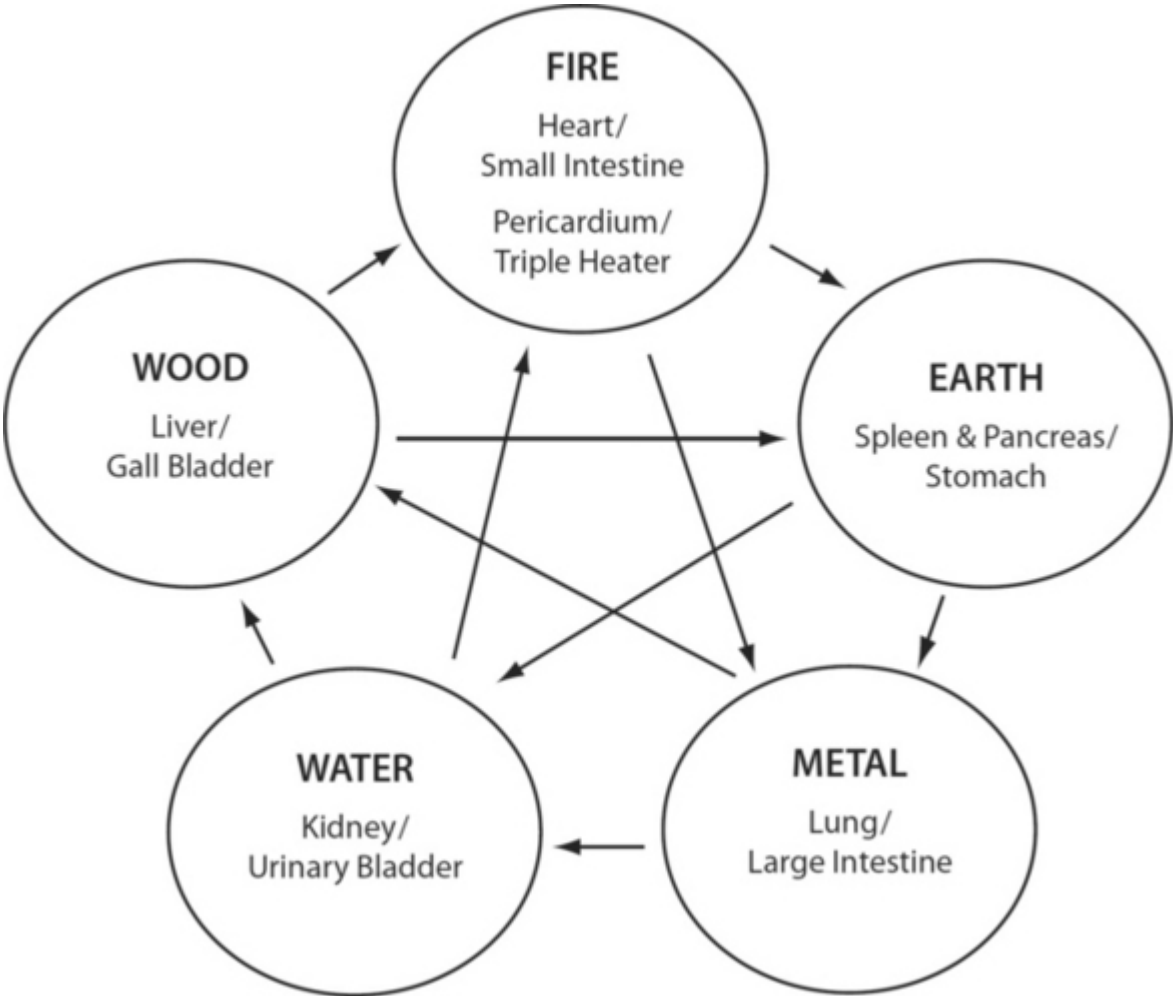 FIRE
Heart/
Small Intestine
Pericardium/
Triple Heater
WOOD
Liver/
Gall Bladder
EARTH
Spleen & Pancreas/
Stomach
WATER
Kidney/
Urinary Bladder
METAL
Lung/
Large Intestine